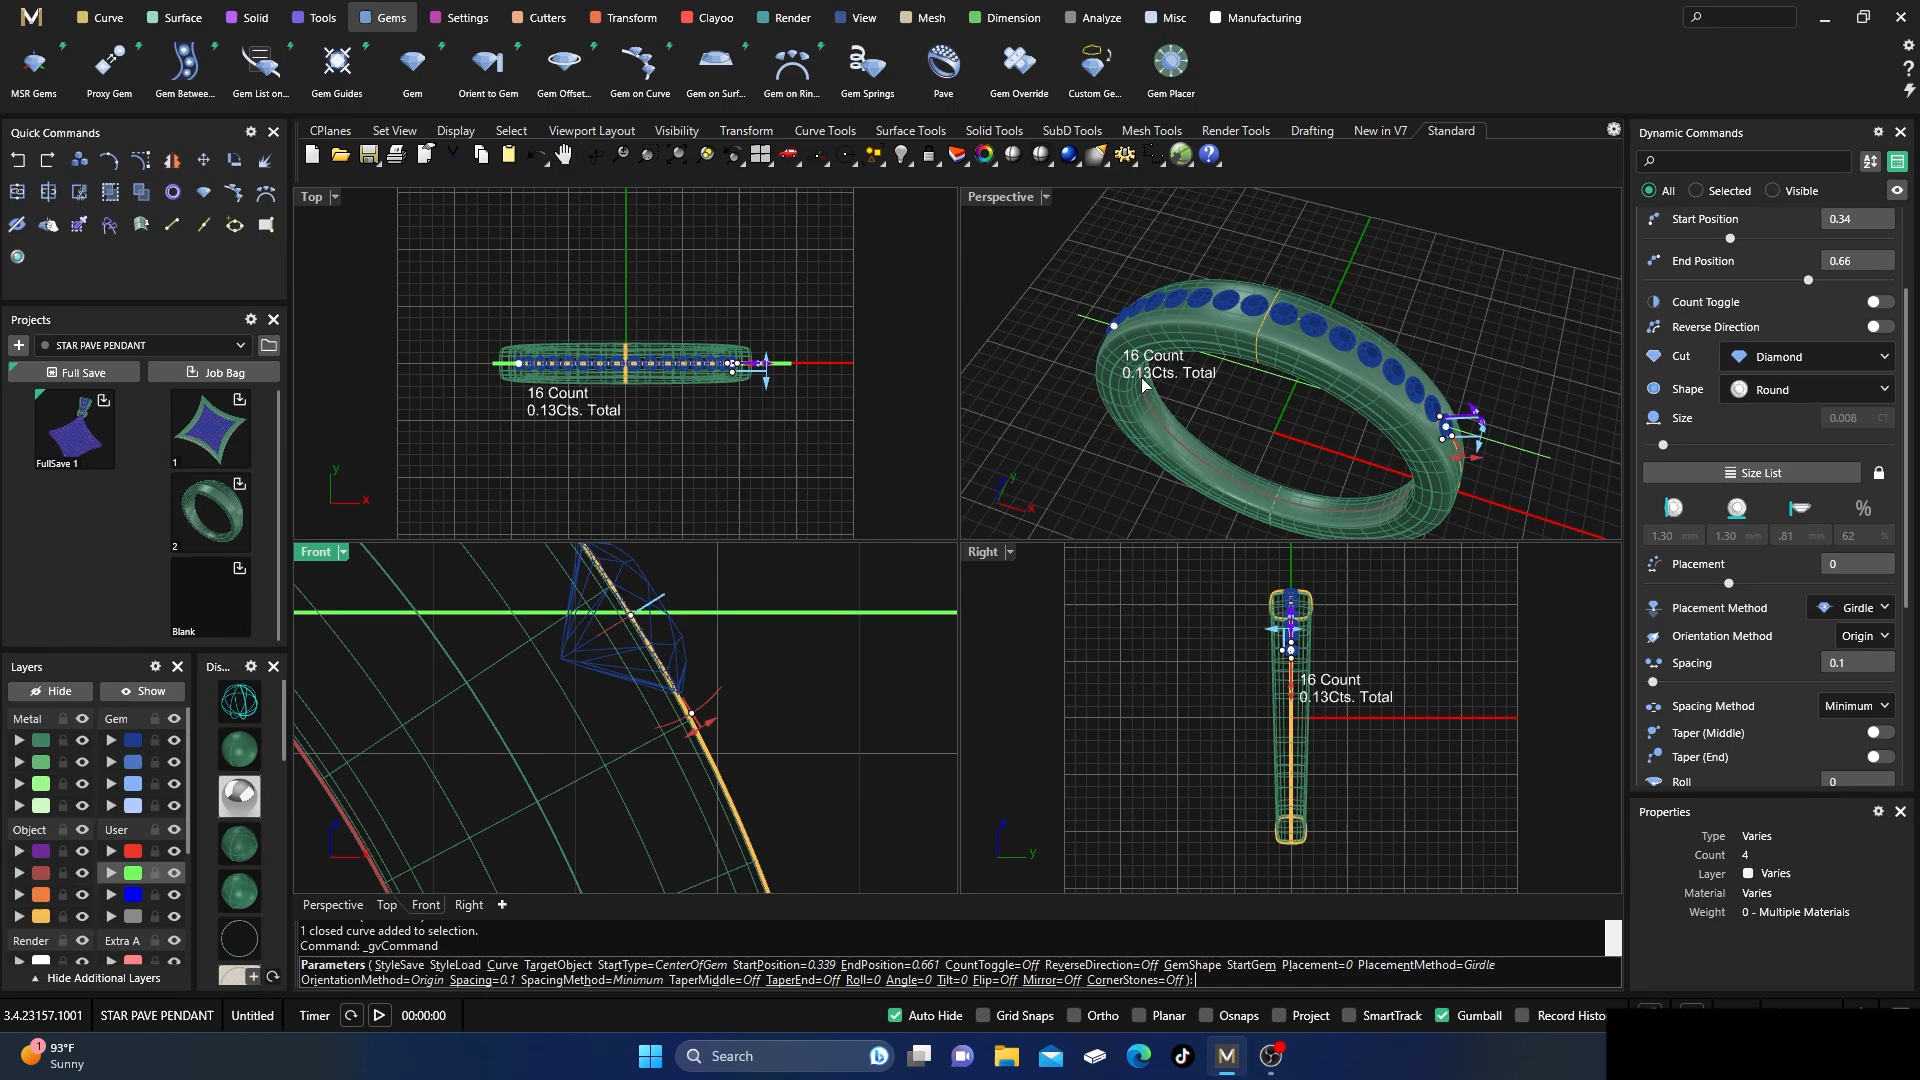 Curve Surface Solid Tools Gems Settings Cutters Transform Clayoo Render View Mesh Dimension Analyze Misc Manufacturing
MSR Gems Proxy Gem Gem Betwee... Gem List on... Gem Guides Gem Orient to Gem Gem Offset... Gem on Curve Gem on Surf... Gem on Rin... Gem Springs Pave Gem Override Custom Ge... Gem Placer
Quick Commands
CPlanes Set View Display Select Viewport Layout Visibility Transform Curve Tools Surface Tools Solid Tools SubD Tools Mesh Tools Render Tools Drafting New in V7 Standard
Projects
STAR PAVE PENDANT
Full Save Job Bag
FullSave 1
1
2
Blank
Layers
Hide Show
Metal Gem
Object User
Render Extra A
Hide Additional Layers
Dis...
Top
16 Count
0.13Cts. Total
y
x
Perspective
16 Count
0.13Cts. Total
y
x
Front
x
Right
16 Count
0.13Cts. Total
y
Perspective Top Front Right
1 closed curve added to selection.
Command: _gvCommand
Parameters ( StyleSave StyleLoad Curve TargetObject StartType=CenterOfGem StartPosition=0.339 EndPosition=0.661 CountToggle=Off ReverseDirection=Off GemShape StartGem Placement=0 PlacementMethod=Girdle
OrientationMethod=Origin Spacing=0.1 SpacingMethod=Minimum TaperMiddle=Off TaperEnd=Off Roll=0 Angle=0 Tilt=0 Flip=Off Mirror=Off CornerStones=Off ):
Dynamic Commands
All Selected Visible
Start Position 0.34
End Position 0.66
Count Toggle
Reverse Direction
Cut Diamond
Shape Round
Size 0.008 CT
Size List
%
1.30 mm 1.30 mm .81 mm 62 %
Placement 0
Placement Method Girdle
Orientation Method Origin
Spacing 0.1
Spacing Method Minimum
Taper (Middle)
Taper (End)
Roll 0
Properties
Type Varies
Count 4
Layer Varies
Material Varies
Weight 0 - Multiple Materials
3.4.23157.1001 STAR PAVE PENDANT Untitled Timer 00:00:00 Auto Hide Grid Snaps Ortho Planar Osnaps Project SmartTrack Gumball Record Histo
1
93°F
Sunny
Search